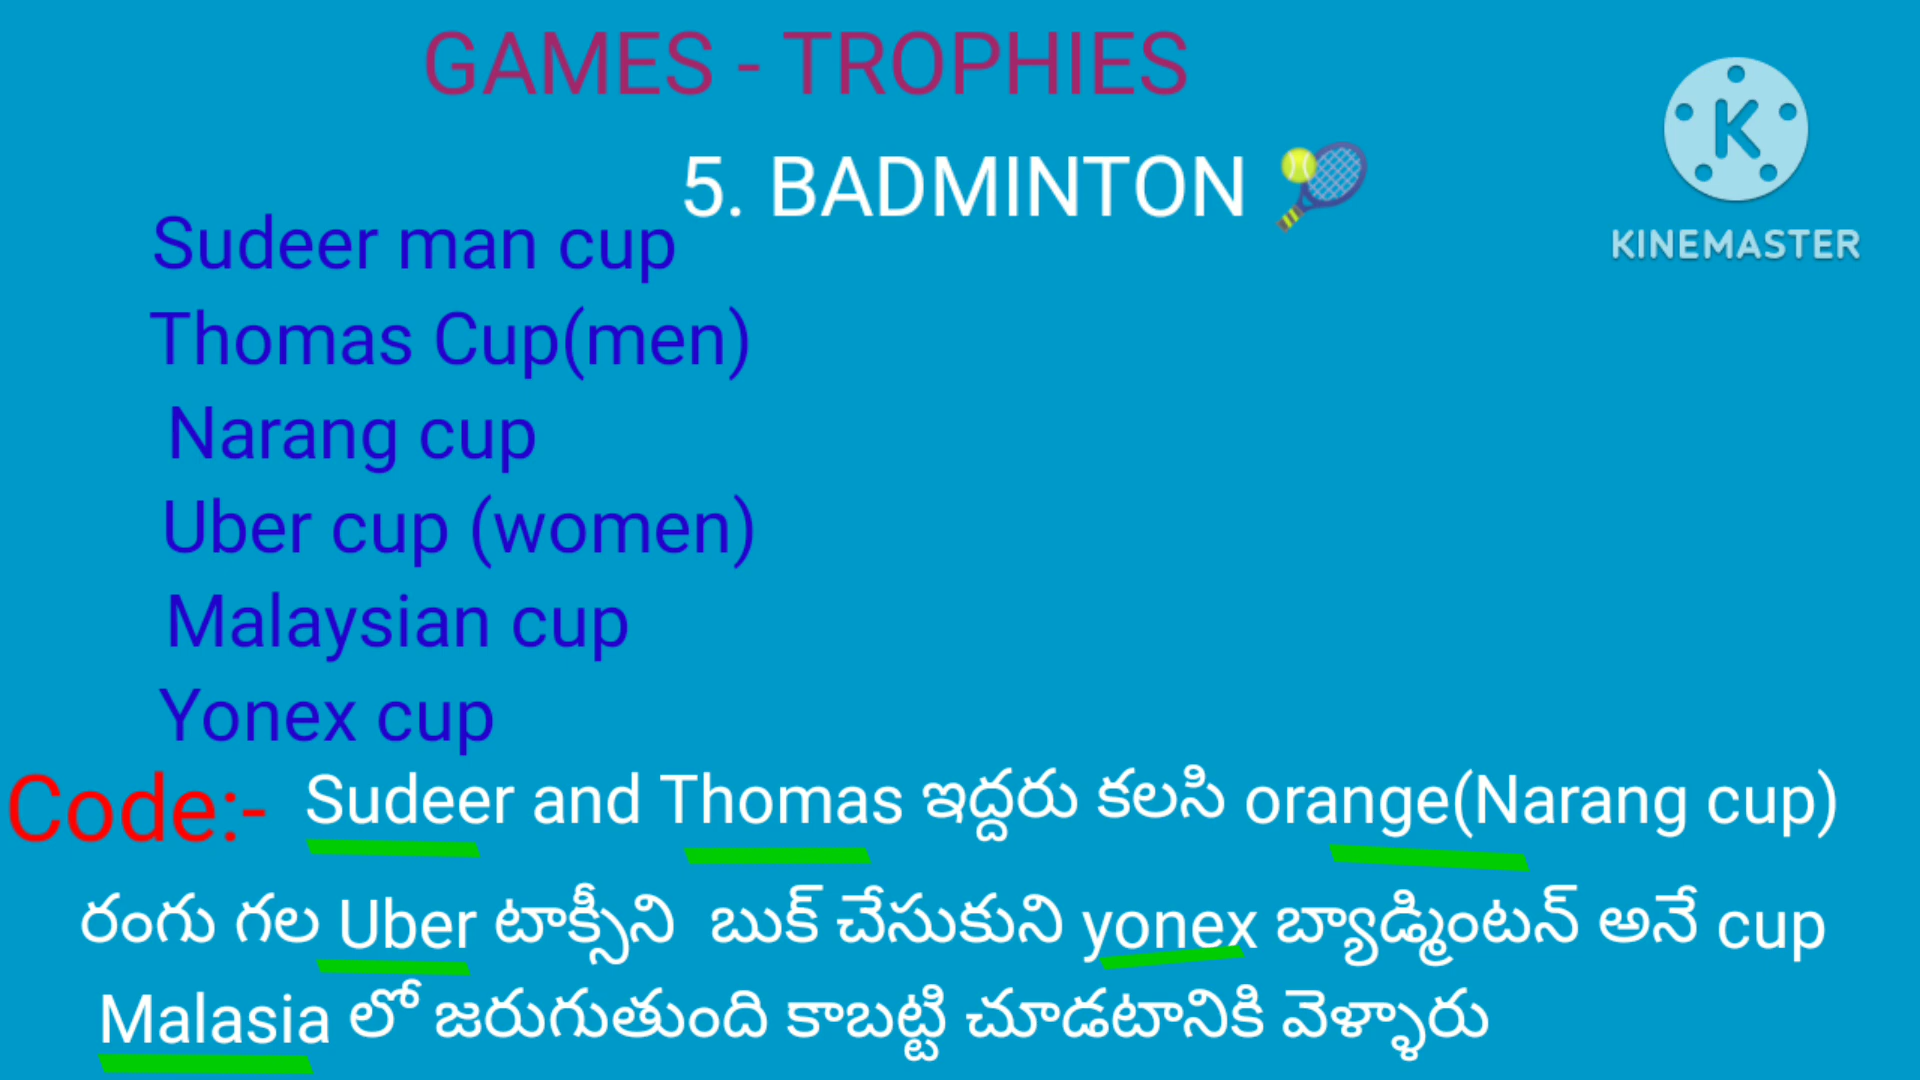 GAMES - TROPHIES
5. BADMINTON
K
KINEMASTER
Sudeer man cup
Thomas Cup(men)
Narang cup
Uber cup (women)
Malaysian cup
Yonex cup
Code:- Sudeer and Thomas ఇద్దరు కలసి orange(Narang cup)
రంగు గల Uber టాక్సీని బుక్ చేసుకుని yonex బ్యాడ్మింటన్ అనే cup
Malasia లో జరుగుతుంది కాబట్టి చూడటానికి వెళ్ళారు